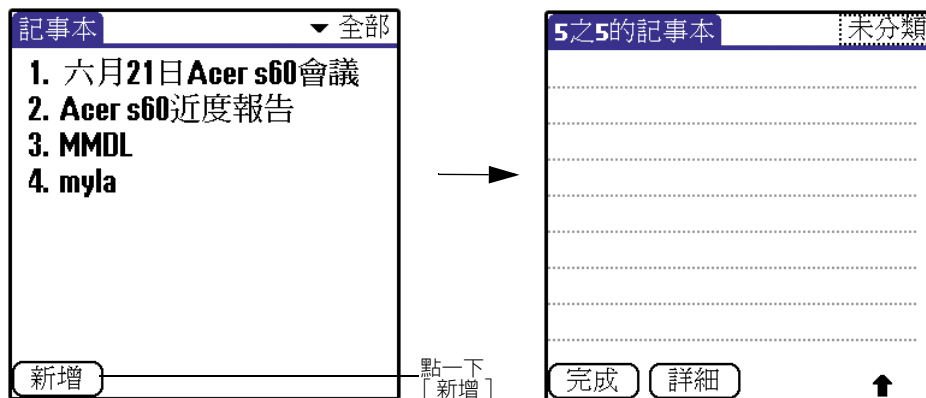 記事本
全部
1. 六月21日Acer s60會議
2. Acer s60近度報告
3. MMDL
4. myla
新增
點一下
[ 新增 ]
5之5的記事本
未分類
完成
詳細